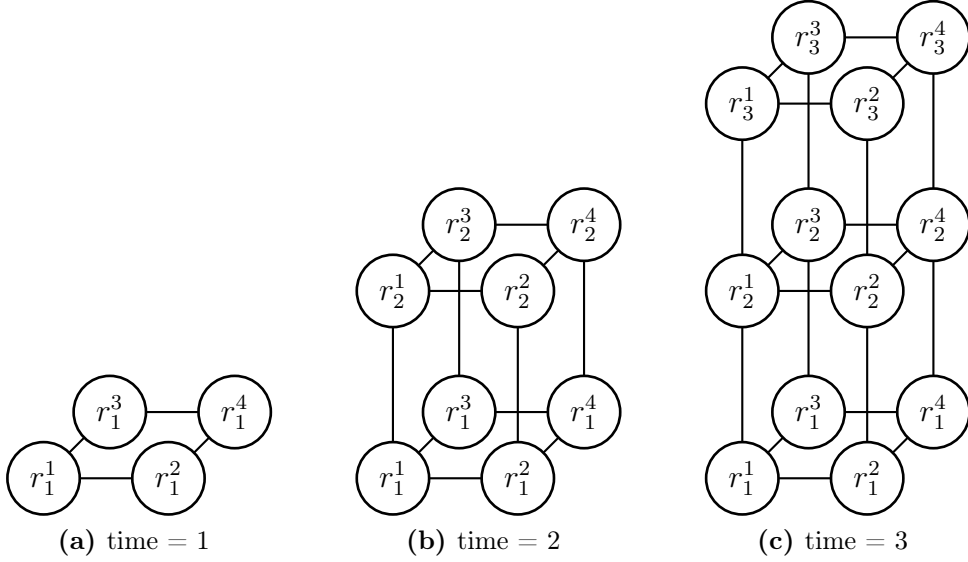 r_3^3 r_3^4
r_3^1 r_3^2
r_2^3 r_2^4 r_2^3 r_2^4
r_2^1 r_2^2 r_2^1 r_2^2
r_1^3 r_1^4 r_1^3 r_1^4 r_1^3 r_1^4
r_1^1 r_1^2 r_1^1 r_1^2 r_1^1 r_1^2
(a) time = 1 (b) time = 2 (c) time = 3